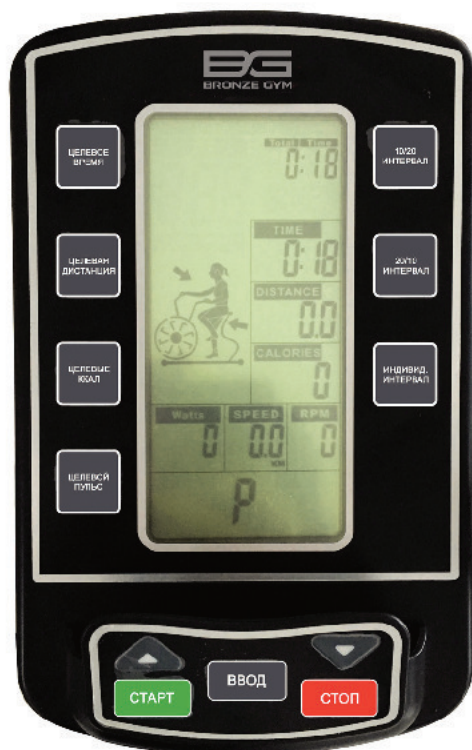 BG
BRONZE GYM
ЦЕЛЕВОЕ
ВРЕМЯ
10/20
ИНТЕРВАЛ
Total Time
0:18
ЦЕЛЕВАЯ
ДИСТАНЦИЯ
20/10
ИНТЕРВАЛ
TIME
0:18
DISTANCE
0.0
ЦЕЛЕВЫЕ
ККАЛ
ИНДИВИД.
ИНТЕРВАЛ
CALORIES
0
Watts SPEED RPM
0 0.0 0
KM
ЦЕЛЕВОЙ
ПУЛЬС
P
СТАРТ
ВВОД
СТОП